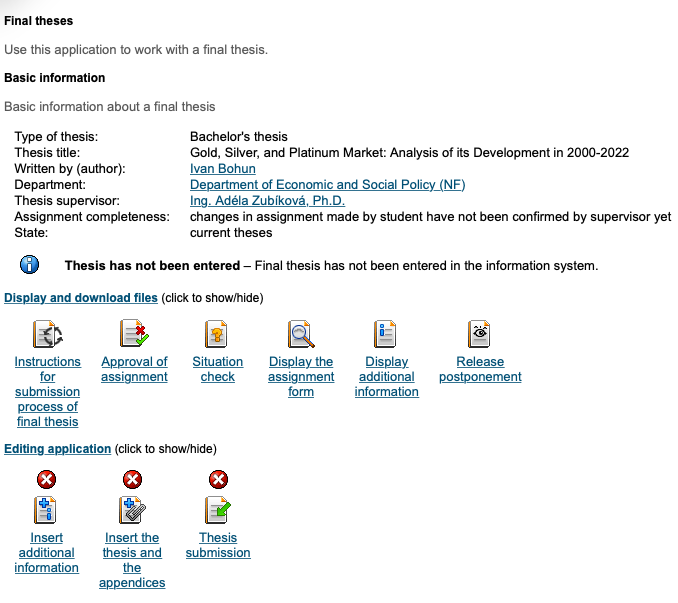 Final theses
Use this application to work with a final thesis.
Basic information
Basic information about a final thesis
Type of thesis: Bachelor's thesis
Thesis title: Gold, Silver, and Platinum Market: Analysis of its Development in 2000-2022
Written by (author): Ivan Bohun
Department: Department of Economic and Social Policy (NF)
Thesis supervisor: Ing. Adéla Zubíková, Ph.D.
Assignment completeness: changes in assignment made by student have not been confirmed by supervisor yet
State: current theses
Thesis has not been entered – Final thesis has not been entered in the information system.
Display and download files (click to show/hide)
Instructions
for
submission
process of
final thesis
Approval of
assignment
Situation
check
Display the
assignment
form
Display
additional
information
Release
postponement
Editing application (click to show/hide)
Insert
additional
information
Insert the
thesis and
the
appendices
Thesis
submission